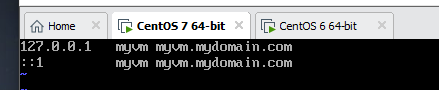 Home × CentOS 7 64-bit × CentOS 6 64-bit ×
127.0.0.1 myvm myvm.mydomain.com
::1 myvm myvm.mydomain.com
~